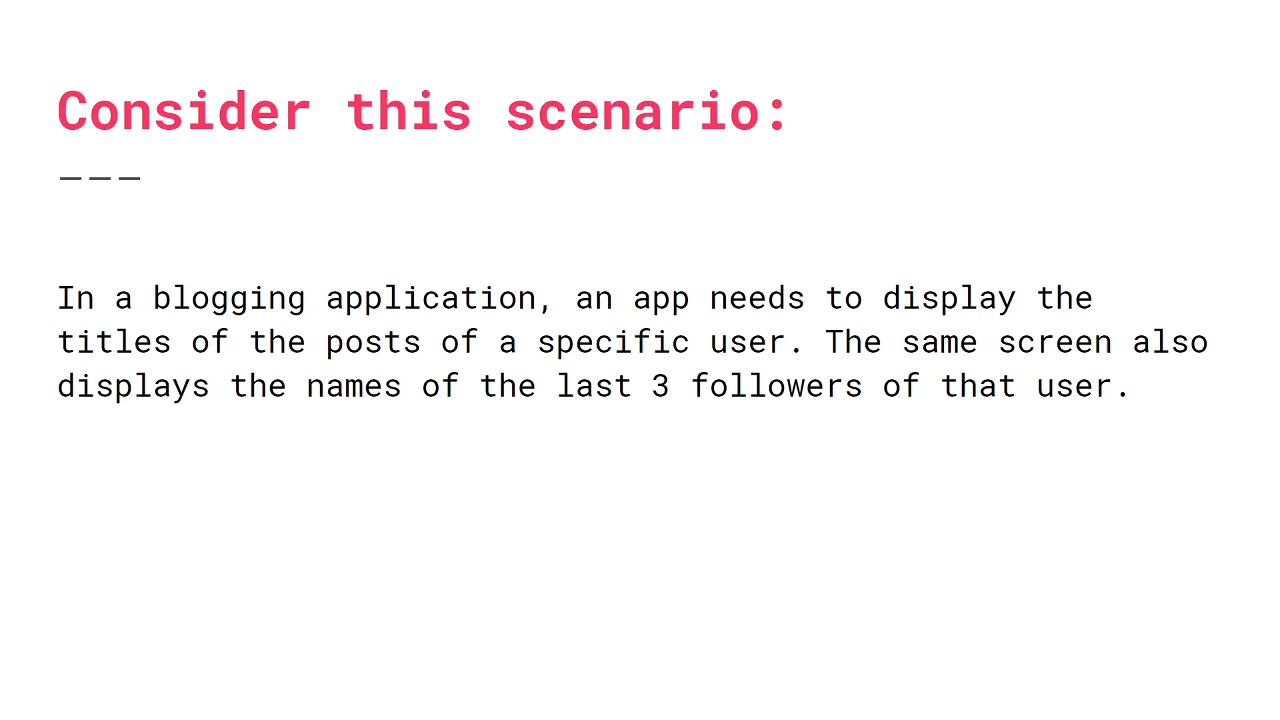 Consider this scenario:
___
In a blogging application, an app needs to display the
titles of the posts of a specific user. The same screen also
displays the names of the last 3 followers of that user.